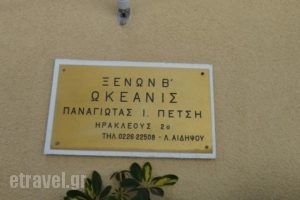 ΞΕΝΩΝ Β'
ΩΚΕΑΝΙΣ
ΠΑΝΑΓΙΩΤΑΣ Ι. ΠΕΤΣΗ
ΗΡΑΚΛΕΟΥΣ 2α
ΤΗΛ. 0226-22508 - Λ. ΑΙΔΗΨΟΥ
etravel.gr